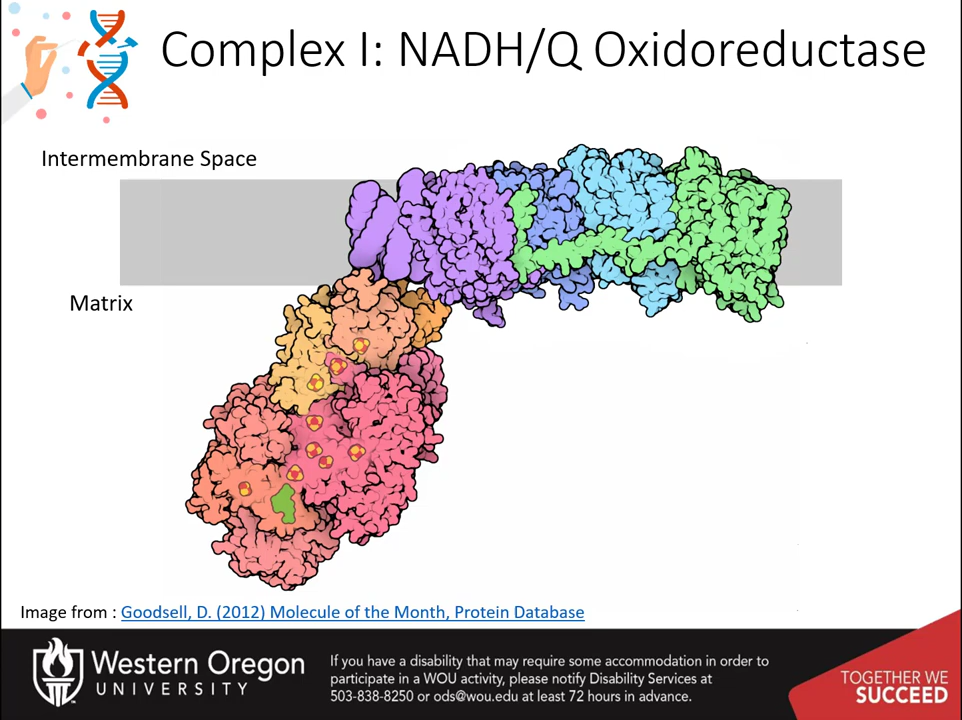 Complex I: NADH/Q Oxidoreductase
Intermembrane Space
Matrix
Image from : Goodsell, D. (2012) Molecule of the Month, Protein Database
Western Oregon
UNIVERSITY
If you have a disability that may require some accommodation in order to
participate in a WOU activity, please notify Disability Services at
503-838-8250 or ods@wou.edu at least 72 hours in advance.
TOGETHER WE
SUCCEED